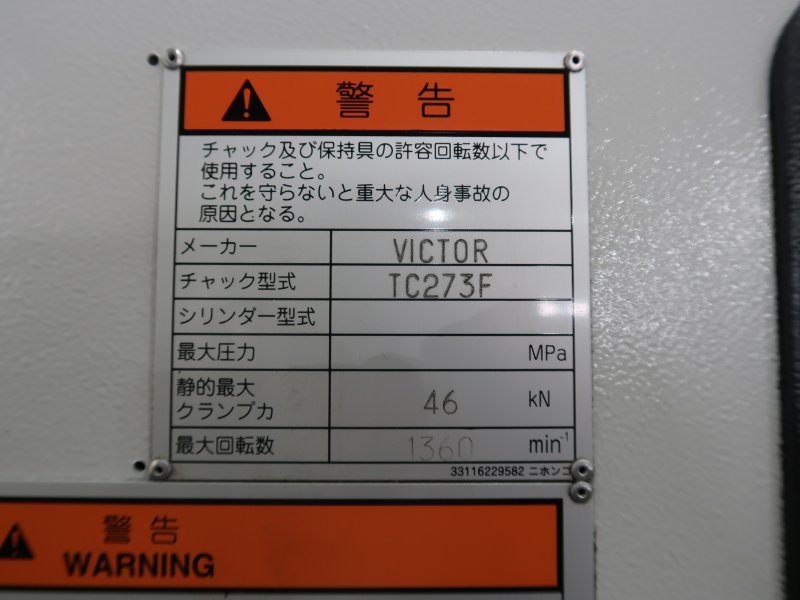 警告
チャック及び保持具の許容回転数以下で
使用すること。
これを守らないと重大な人身事故の
原因となる。
メーカー VICTOR
チャック型式 TC273F
シリンダー型式
最大圧力 MPa
静的最大
クランプ力 46 kN
最大回転数 1360 min⁻¹
33116229582 ニホンゴ
警告
WARNING